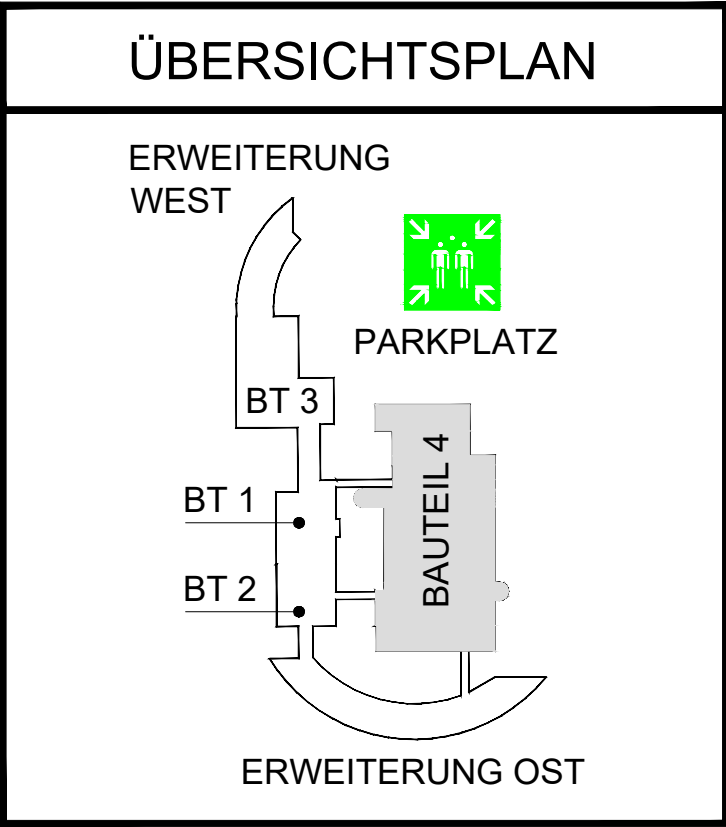 ÜBERSICHTSPLAN
ERWEITERUNG
WEST
PARKPLATZ
BT 3
BAUTEIL 4
BT 1
BT 2
ERWEITERUNG OST